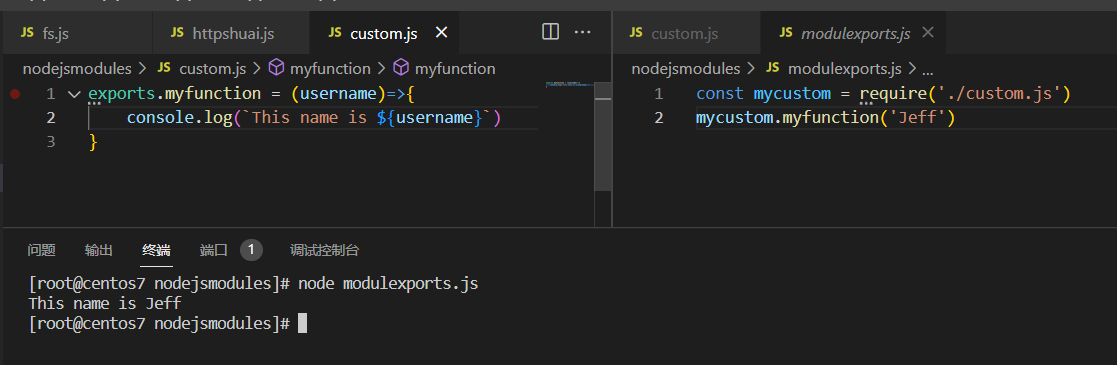 JS fs.js JS httpshuai.js JS custom.js
nodejsmodules > JS custom.js > myfunction > myfunction
1 exports.myfunction = (username)=>{
2 console.log(`This name is ${username}`)
3 }
JS custom.js JS modulexports.js
nodejsmodules > JS modulexports.js > ...
1 const mycustom = require('./custom.js')
2 mycustom.myfunction('Jeff')
问题 输出 终端 端口 1 调试控制台
[root@centos7 nodejsmodules]# node modulexports.js
This name is Jeff
[root@centos7 nodejsmodules]#